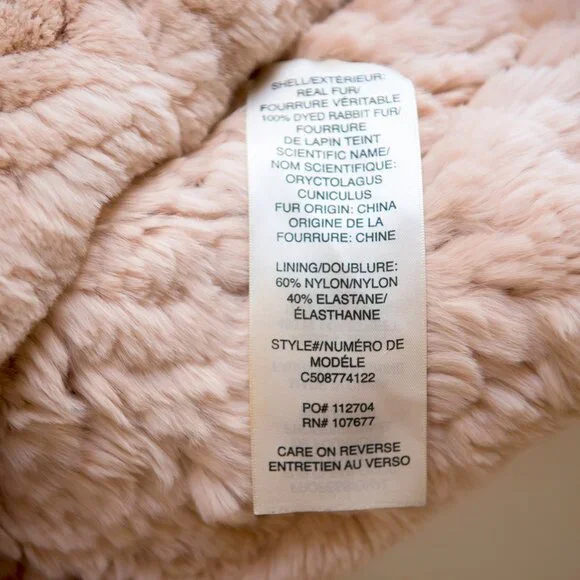 SHELL/EXTÉRIEUR:
REAL FUR/
FOURRURE VÉRITABLE
100% DYED RABBIT FUR/
FOURRURE
DE LAPIN TEINT
SCIENTIFIC NAME/
NOM SCIENTIFIQUE:
ORYCTOLAGUS
CUNICULUS
FUR ORIGIN: CHINA
ORIGINE DE LA
FOURRURE: CHINE
LINING/DOUBLURE:
60% NYLON/NYLON
40% ELASTANE/
ÉLASTHANNE
STYLE#/NUMÉRO DE
MODÉLE
C508774122
PO# 112704
RN# 107677
CARE ON REVERSE
ENTRETIEN AU VERSO